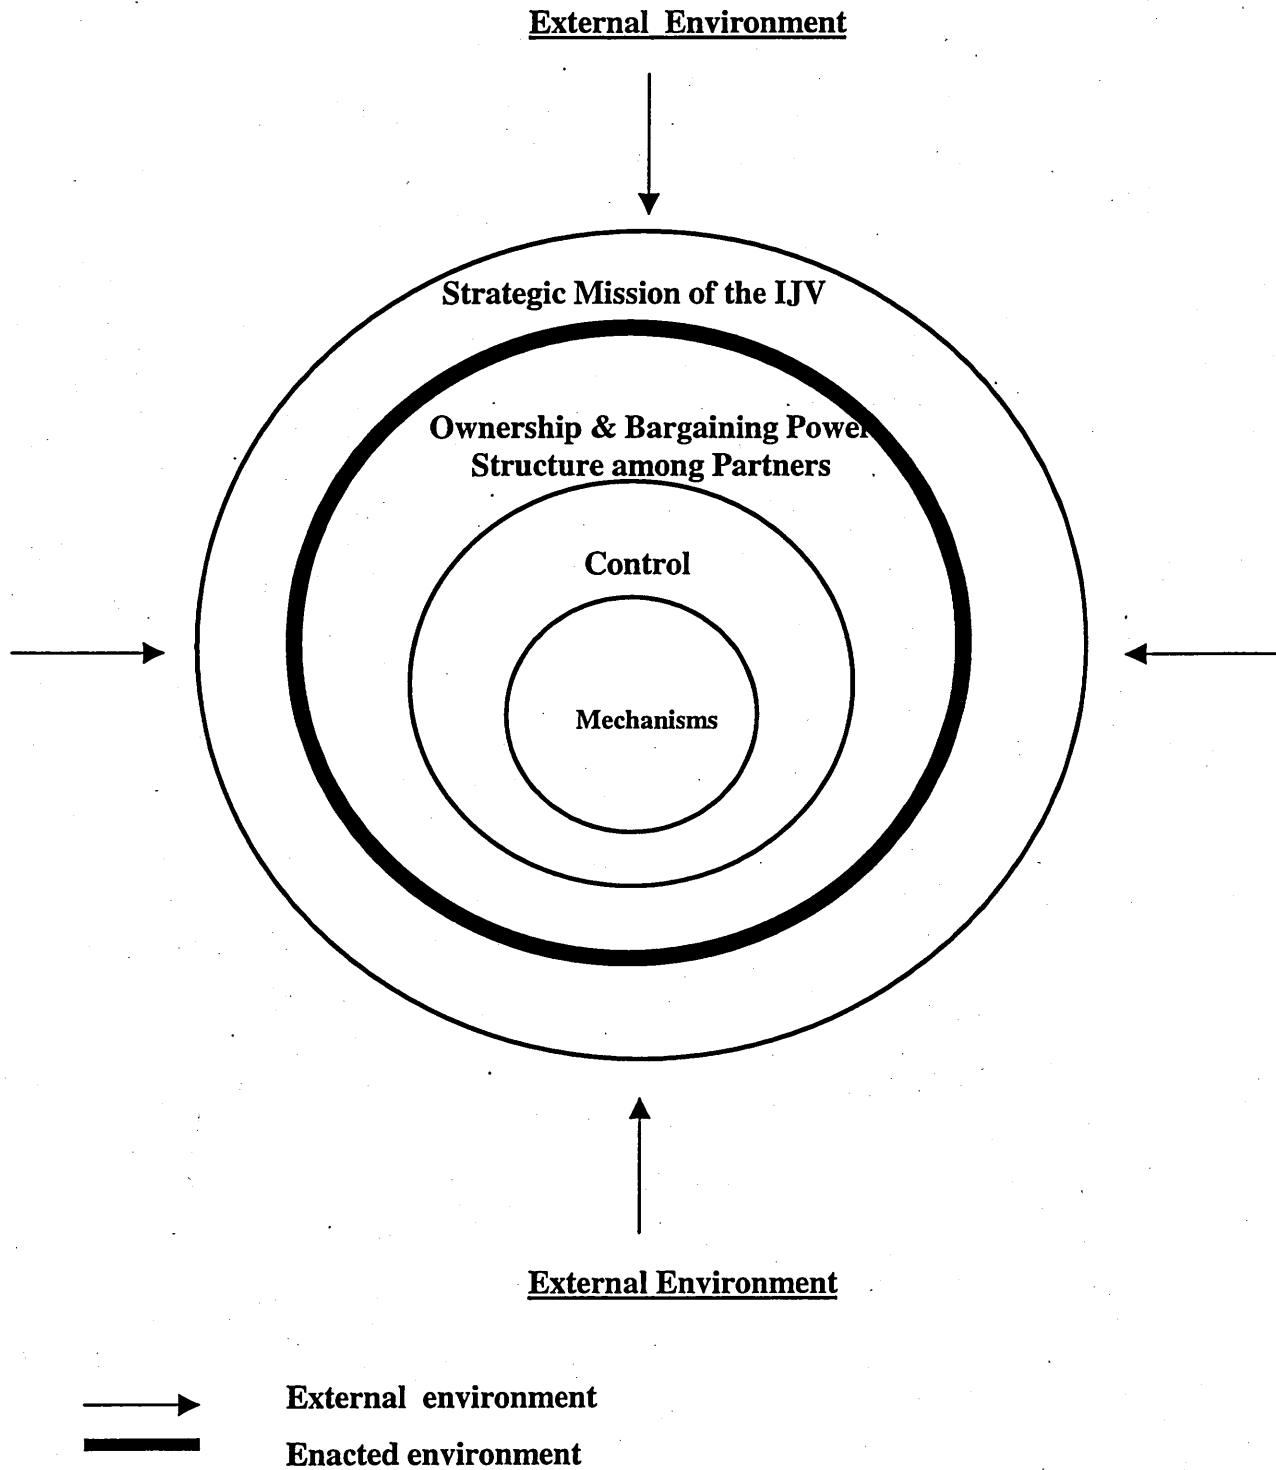 External Environment
Strategic Mission of the IJV
Ownership & Bargaining Power
Structure among Partners
Control
Mechanisms
External Environment
External environment
Enacted environment